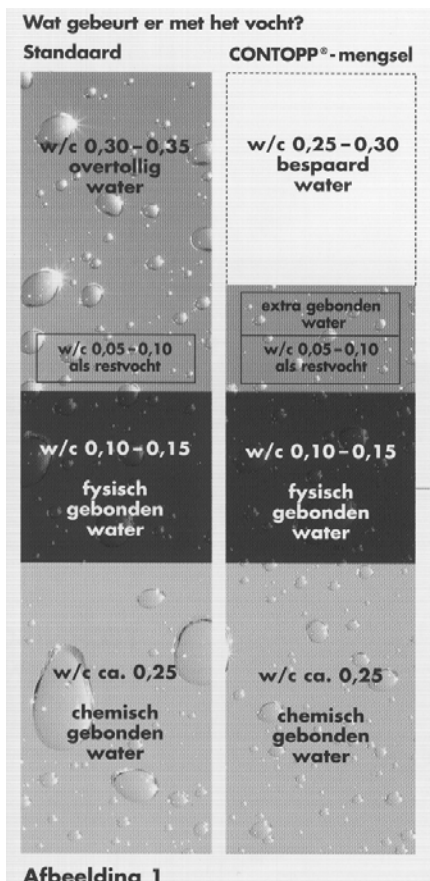 Wat gebeurt er met het vocht?
Standaard
CONTOPP®-mengsel
w/c 0,30–0,35
overtollig
water
w/c 0,25–0,30
bespaard
water
w/c 0,05–0,10
als restvocht
extra gebonden
water
w/c 0,05–0,10
als restvocht
w/c 0,10–0,15
fysisch
gebonden
water
w/c 0,10–0,15
fysisch
gebonden
water
w/c ca. 0,25
chemisch
gebonden
water
w/c ca. 0,25
chemisch
gebonden
water
Afbeelding 1